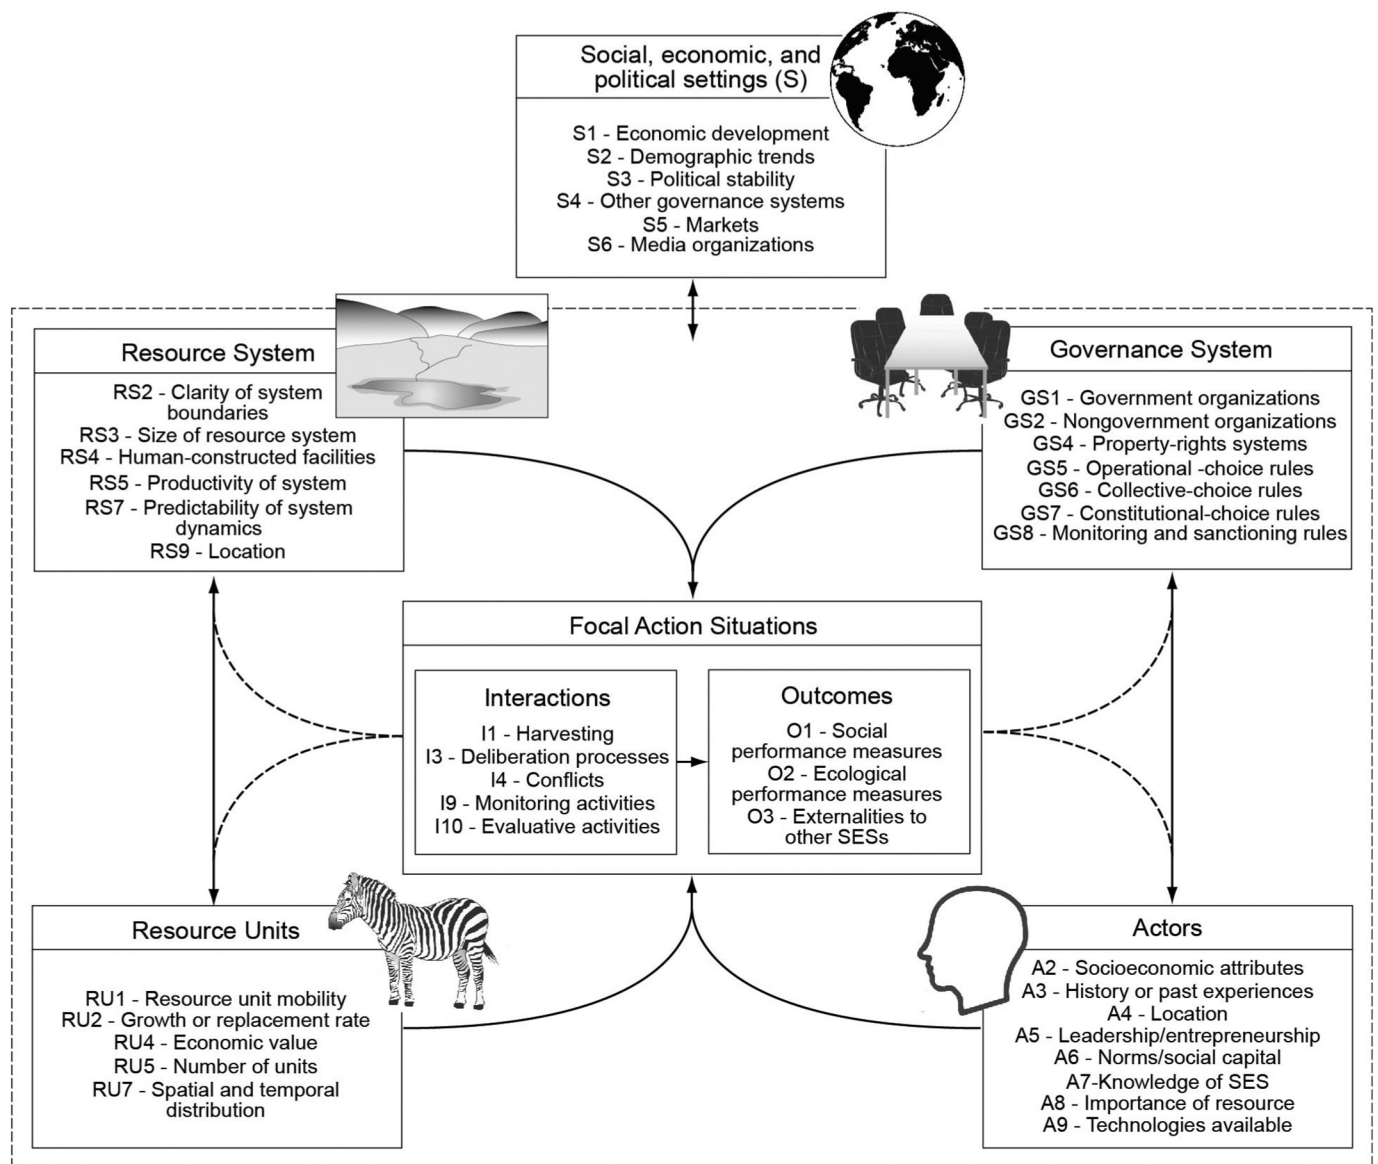 Social, economic, and
political settings (S)
S1 - Economic development
S2 - Demographic trends
S3 - Political stability
S4 - Other governance systems
S5 - Markets
S6 - Media organizations
Resource System
RS2 - Clarity of system
boundaries
RS3 - Size of resource system
RS4 - Human-constructed facilities
RS5 - Productivity of system
RS7 - Predictability of system
dynamics
RS9 - Location
Governance System
GS1 - Government organizations
GS2 - Nongovernment organizations
GS4 - Property-rights systems
GS5 - Operational -choice rules
GS6 - Collective-choice rules
GS7 - Constitutional-choice rules
GS8 - Monitoring and sanctioning rules
Focal Action Situations
Interactions
I1 - Harvesting
I3 - Deliberation processes
I4 - Conflicts
I9 - Monitoring activities
I10 - Evaluative activities
Outcomes
O1 - Social
performance measures
O2 - Ecological
performance measures
O3 - Externalities to
other SESs
Resource Units
RU1 - Resource unit mobility
RU2 - Growth or replacement rate
RU4 - Economic value
RU5 - Number of units
RU7 - Spatial and temporal
distribution
Actors
A2 - Socioeconomic attributes
A3 - History or past experiences
A4 - Location
A5 - Leadership/entrepreneurship
A6 - Norms/social capital
A7-Knowledge of SES
A8 - Importance of resource
A9 - Technologies available